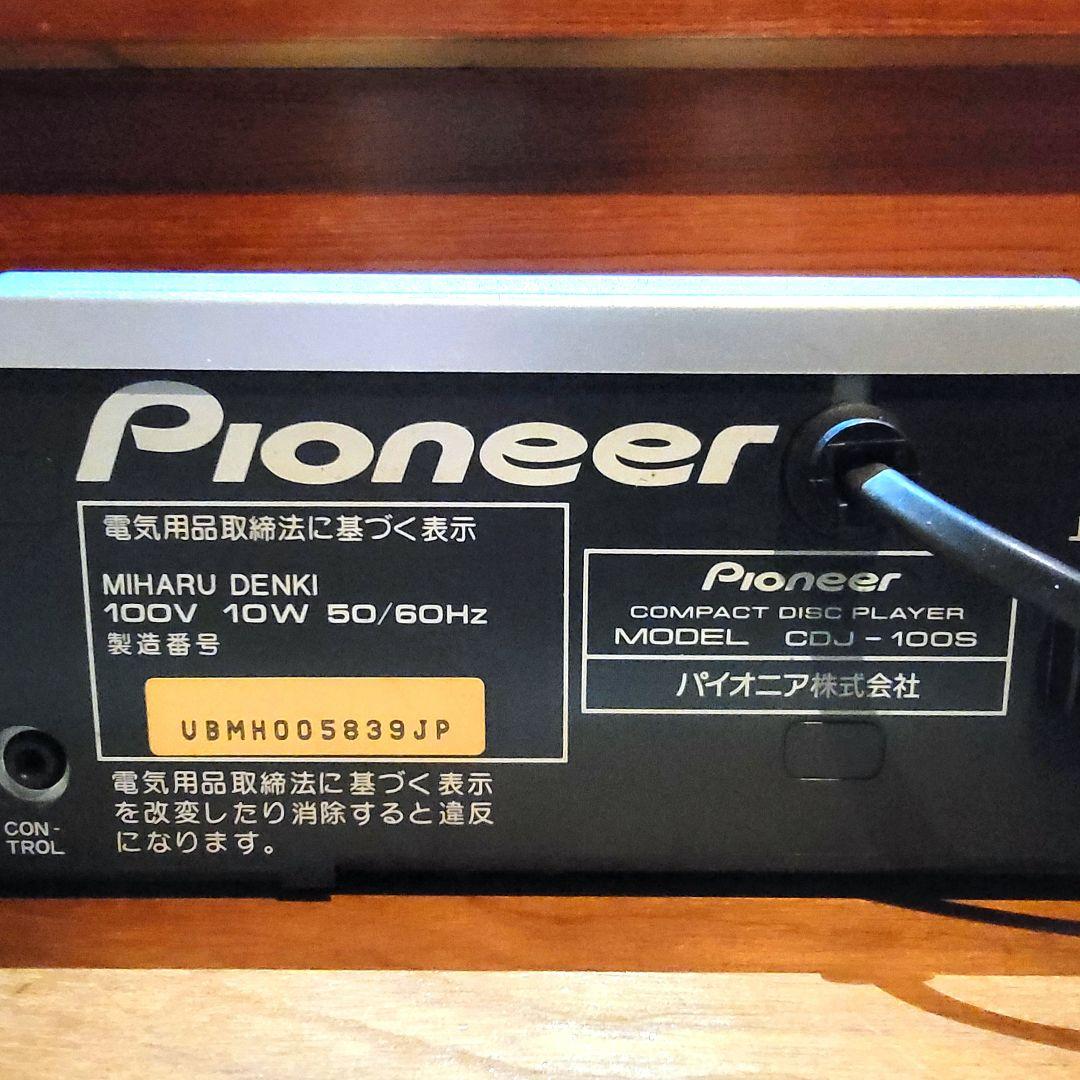 Pioneer
電気用品取締法に基づく表示
MIHARU DENKI
100V 10W 50/60Hz
製造番号
UBMH005839JP
電気用品取締法に基づく表示
を改変したり消除すると違反
になります。
CON-
TROL
Pioneer
COMPACT DISC PLAYER
MODEL CDJ-100S
パイオニア株式会社